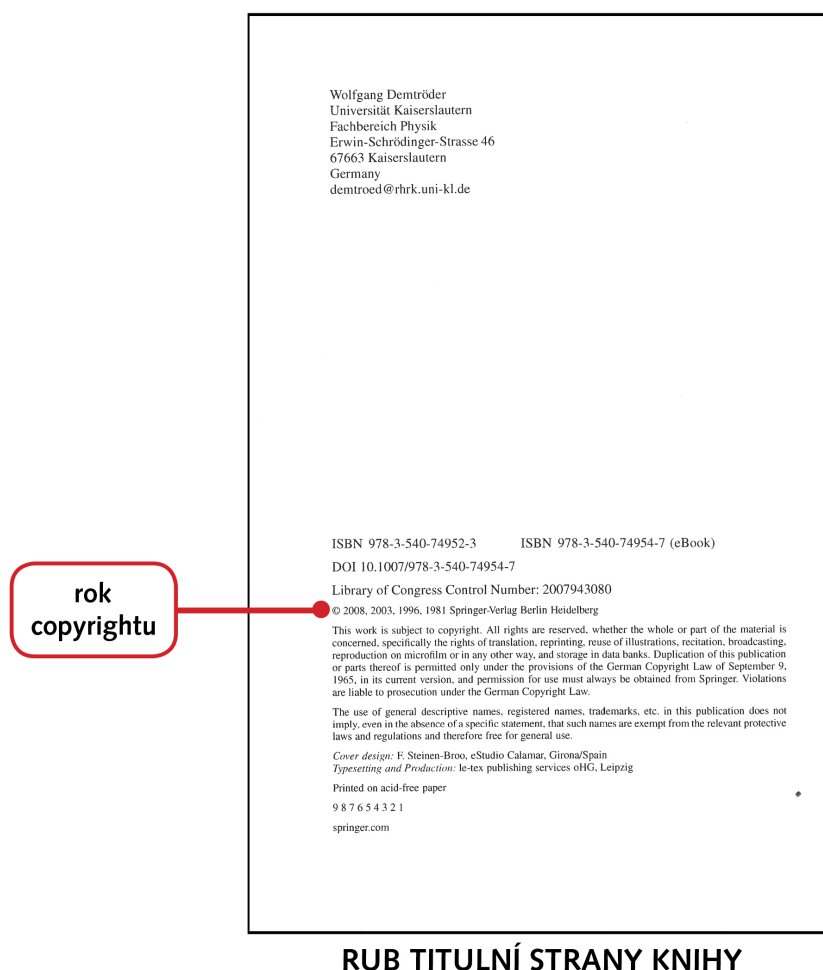 Wolfgang Demtröder
Universität Kaiserslautern
Fachbereich Physik
Erwin-Schrödinger-Strasse 46
67663 Kaiserslautern
Germany
demtroed@rhrk.uni-kl.de
ISBN 978-3-540-74952-3 ISBN 978-3-540-74954-7 (eBook)
DOI 10.1007/978-3-540-74954-7
Library of Congress Control Number: 2007943080
rok
copyrightu
© 2008, 2003, 1996, 1981 Springer-Verlag Berlin Heidelberg
This work is subject to copyright. All rights are reserved, whether the whole or part of the material is
concerned, specifically the rights of translation, reprinting, reuse of illustrations, recitation, broadcasting,
reproduction on microfilm or in any other way, and storage in data banks. Duplication of this publication
or parts thereof is permitted only under the provisions of the German Copyright Law of September 9,
1965, in its current version, and permission for use must always be obtained from Springer. Violations
are liable to prosecution under the German Copyright Law.
The use of general descriptive names, registered names, trademarks, etc. in this publication does not
imply, even in the absence of a specific statement, that such names are exempt from the relevant protective
laws and regulations and therefore free for general use.
Cover design: F. Steinen-Broo, eStudio Calamar, Girona/Spain
Typesetting and Production: le-tex publishing services oHG, Leipzig
Printed on acid-free paper
9 8 7 6 5 4 3 2 1
springer.com
RUB TITULNÍ STRANY KNIHY